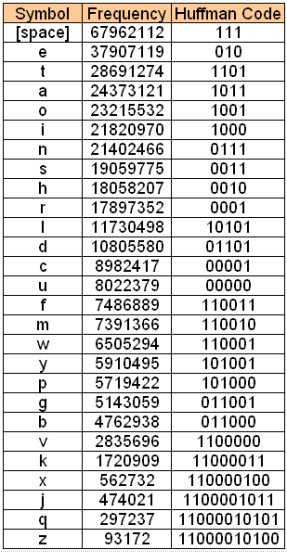 Symbol Frequency Huffman Code
[space] 67962112 111
e 37907119 010
t 28691274 1101
a 24373121 1011
o 23215532 1001
i 21820970 1000
n 21402466 0111
s 19059775 0011
h 18058207 0010
r 17897352 0001
l 11730498 10101
d 10805580 01101
c 8982417 00001
u 8022379 00000
f 7486889 110011
m 7391366 110010
w 6505294 110001
y 5910495 101001
p 5719422 101000
g 5143059 011001
b 4762938 011000
v 2835696 1100000
k 1720909 11000011
x 562732 110000100
j 474021 1100001011
q 297237 11000010101
z 93172 11000010100